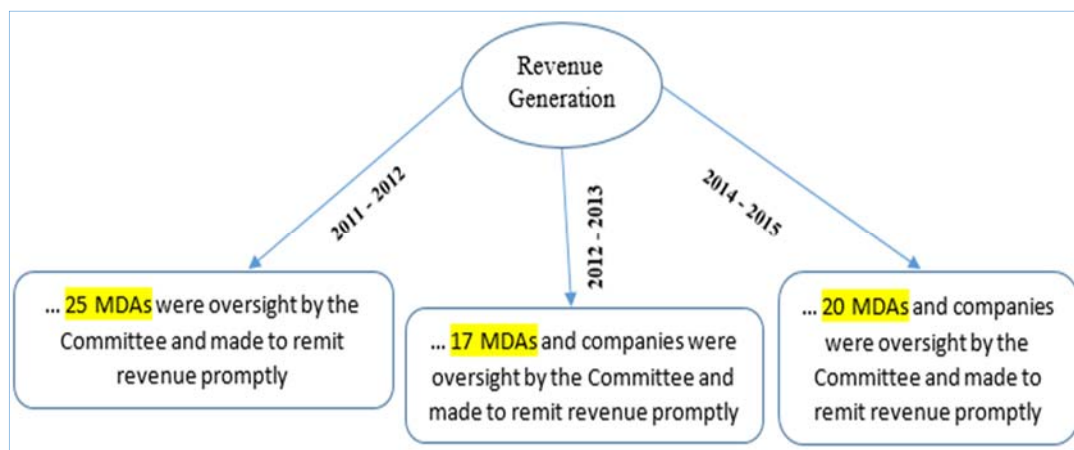 Revenue
Generation
2011 - 2012
2012 - 2013
2014 - 2015
... 25 MDAs were oversight by the
Committee and made to remit
revenue promptly
... 17 MDAs and companies were
oversight by the Committee and
made to remit revenue promptly
... 20 MDAs and companies
were oversight by the
Committee and made to
remit revenue promptly